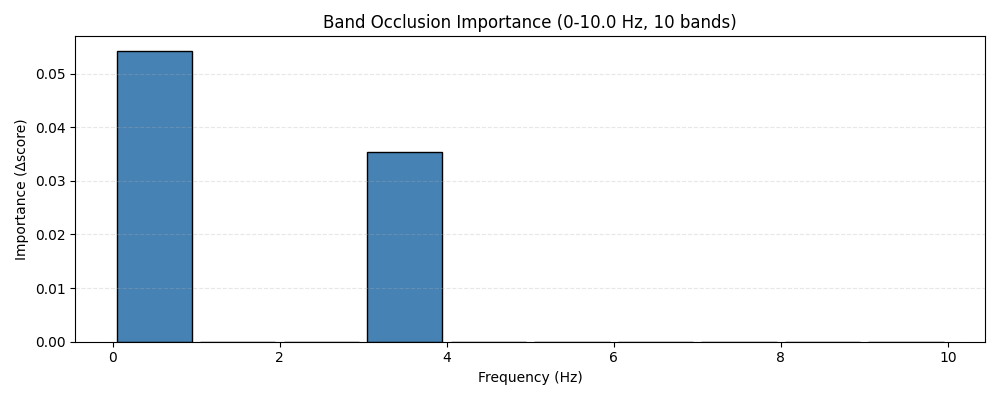 Band Occlusion Importance (0-10.0 Hz, 10 bands)
Importance (Δscore)
0.05
0.04
0.03
0.02
0.01
0.00
0 2 4 6 8 10
Frequency (Hz)